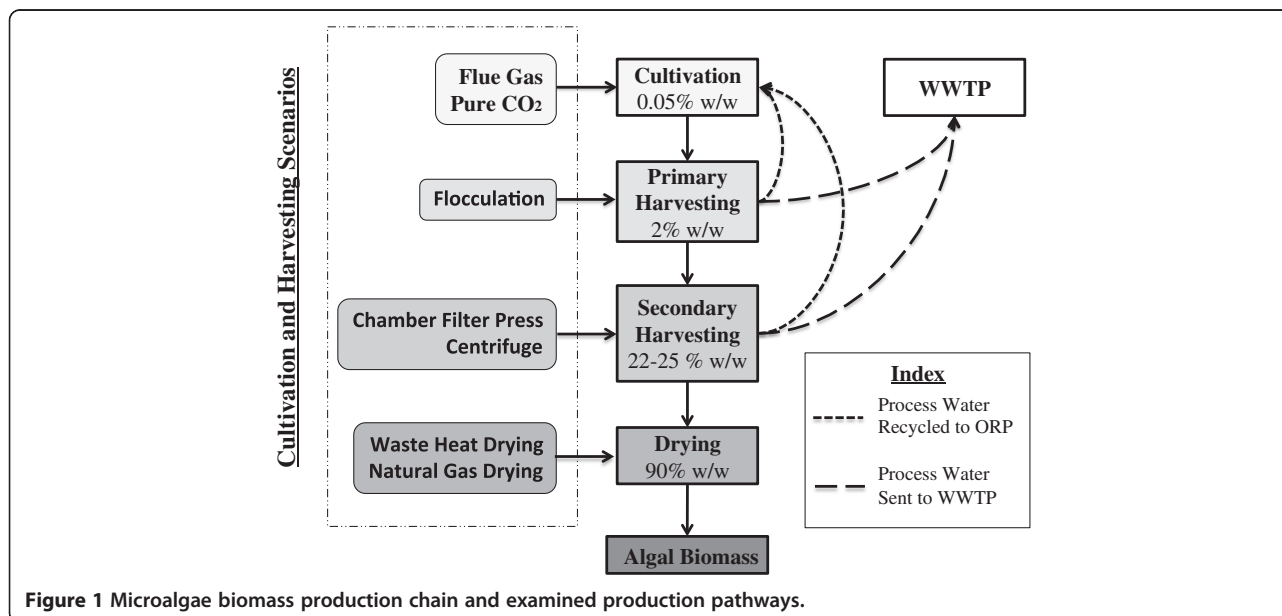 Cultivation and Harvesting Scenarios
Flue Gas
Pure CO2
Cultivation
0.05% w/w
WWTP
Flocculation
Primary
Harvesting
2% w/w
Chamber Filter Press
Centrifuge
Secondary
Harvesting
22-25 % w/w
Waste Heat Drying
Natural Gas Drying
Drying
90% w/w
Algal Biomass
Index
Process Water
Recycled to ORP
Process Water
Sent to WWTP
Figure 1 Microalgae biomass production chain and examined production pathways.